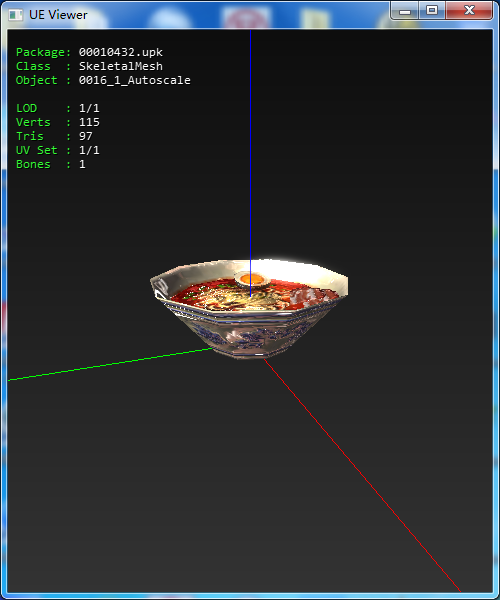 UE Viewer
Package: 00010432.upk
Class : SkeletalMesh
Object : 0016_1_Autoscale
LOD : 1/1
Verts : 115
Tris : 97
UV Set : 1/1
Bones : 1